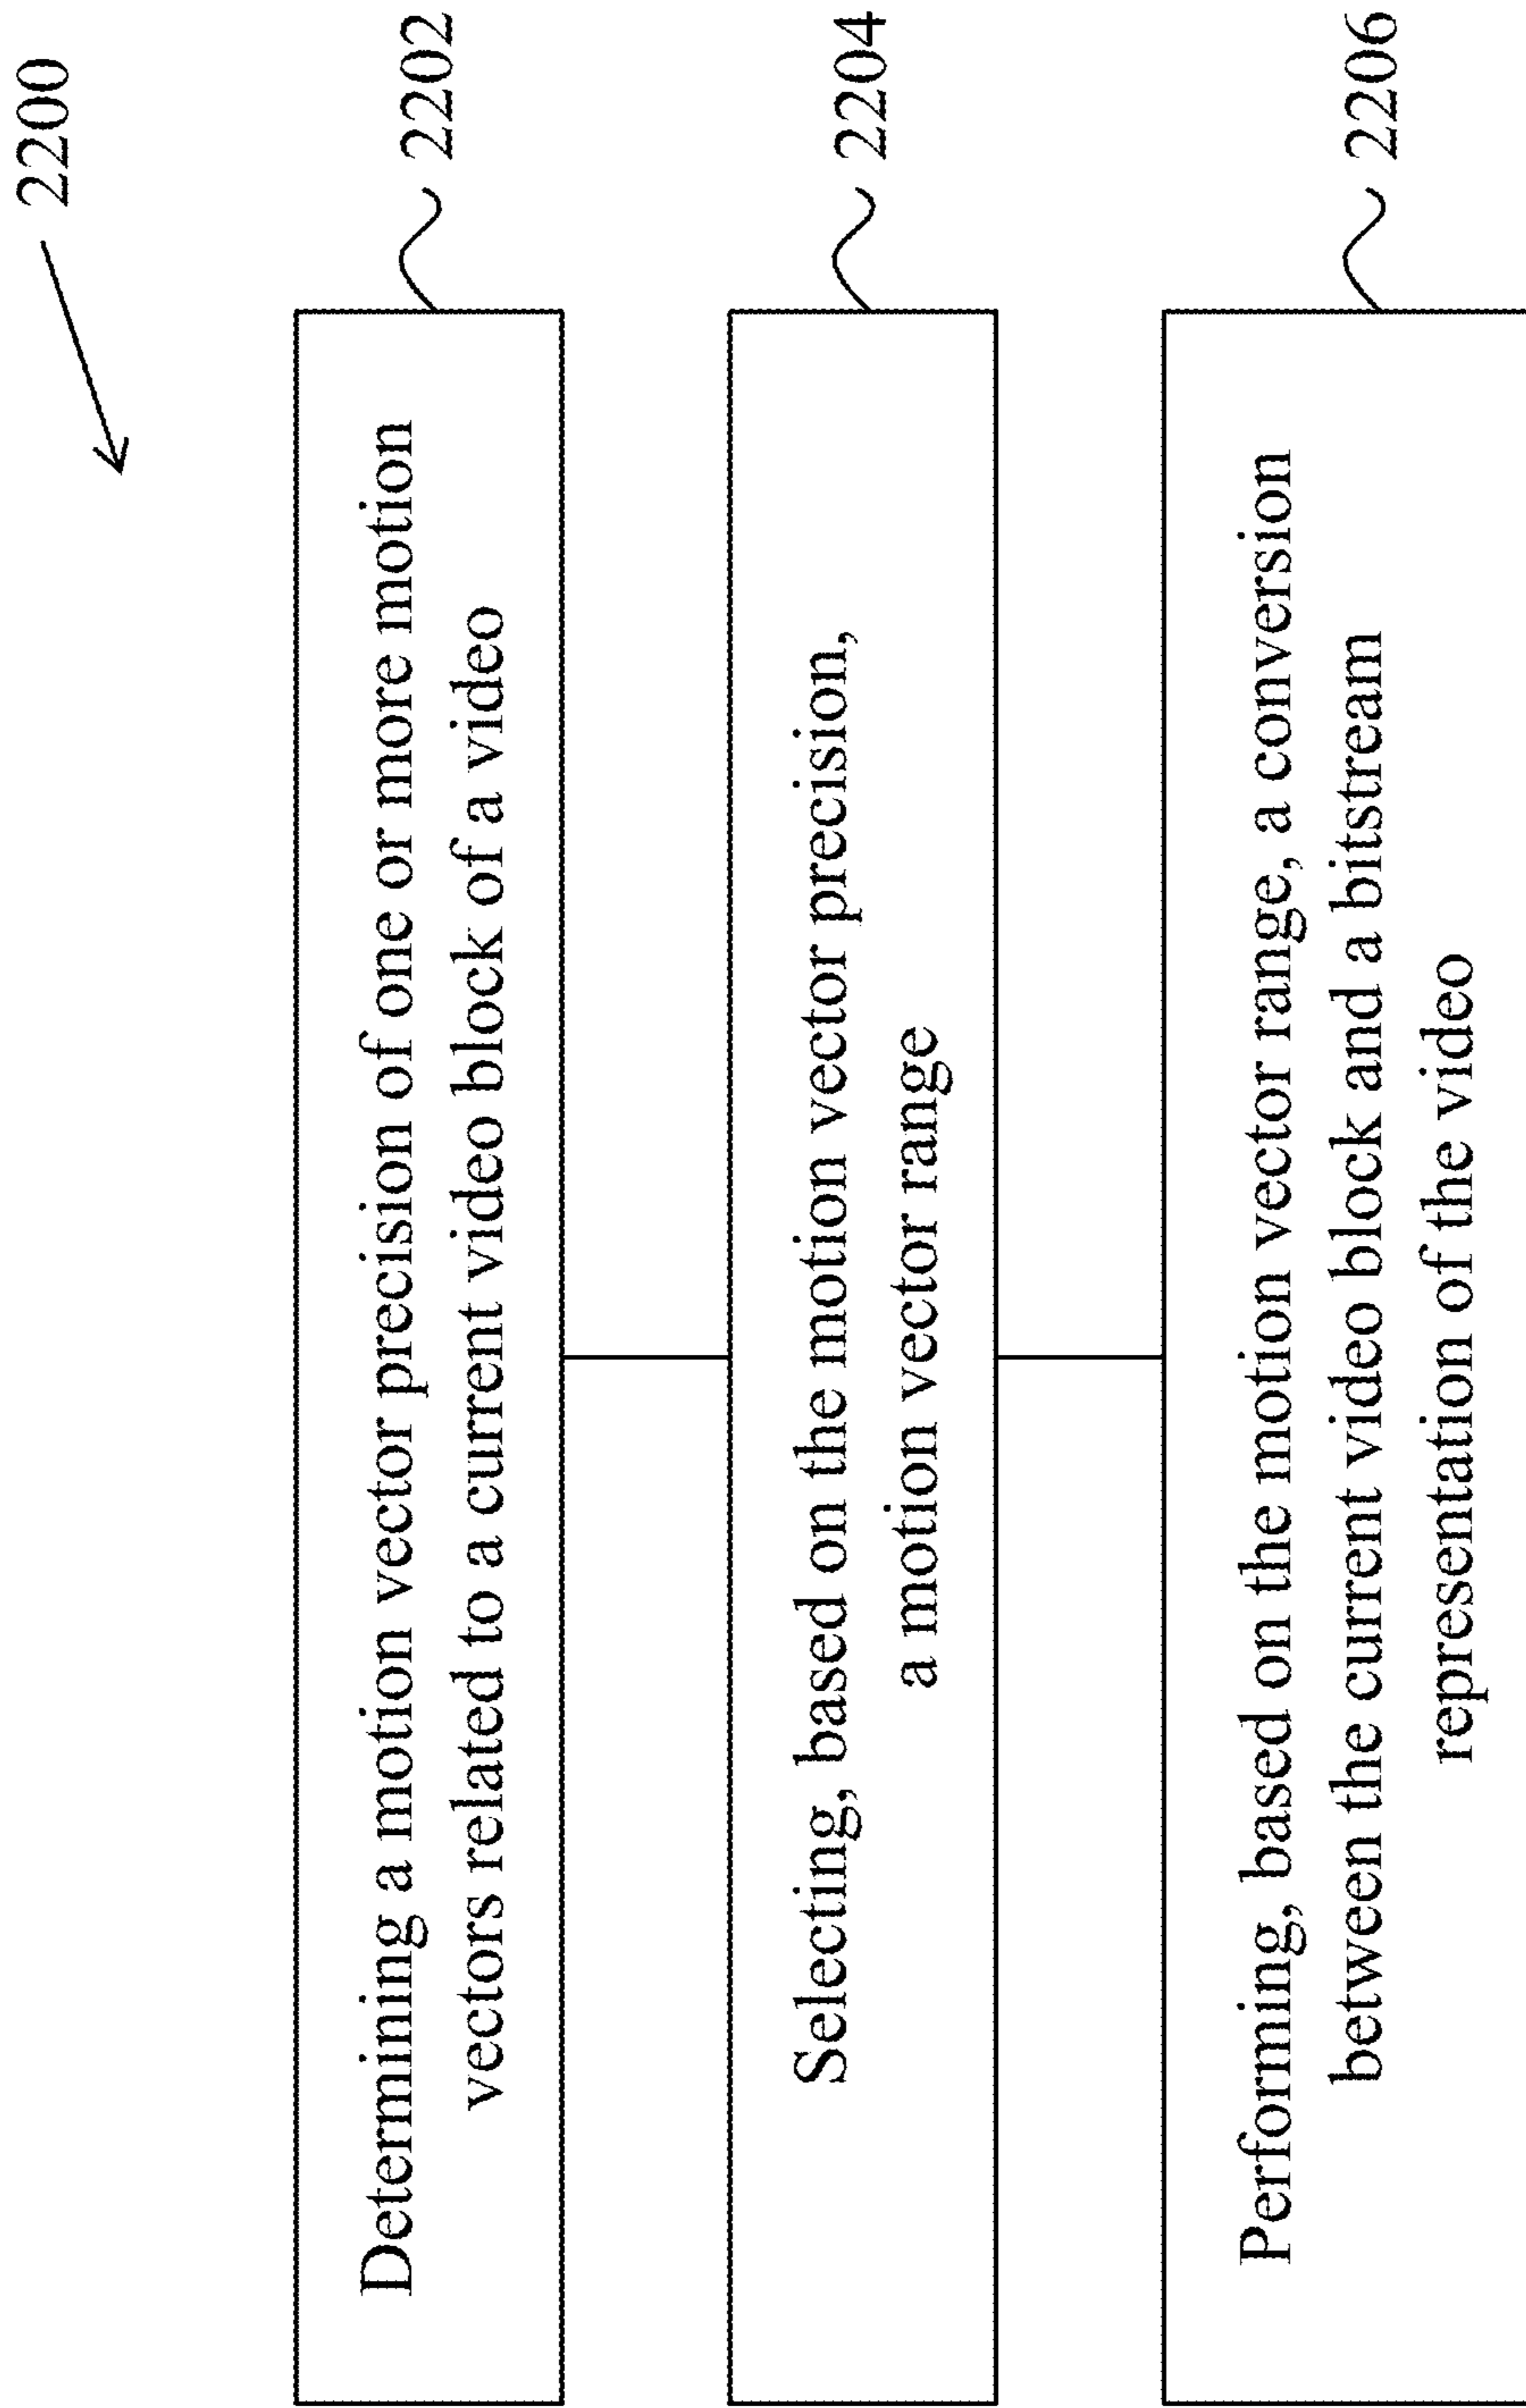 2200
Determining a motion vector precision of one or more motion
vectors related to a current video block of a video
2202
Selecting, based on the motion vector precision,
a motion vector range
2204
Performing, based on the motion vector range, a conversion
between the current video block and a bitstream
representation of the video
2206